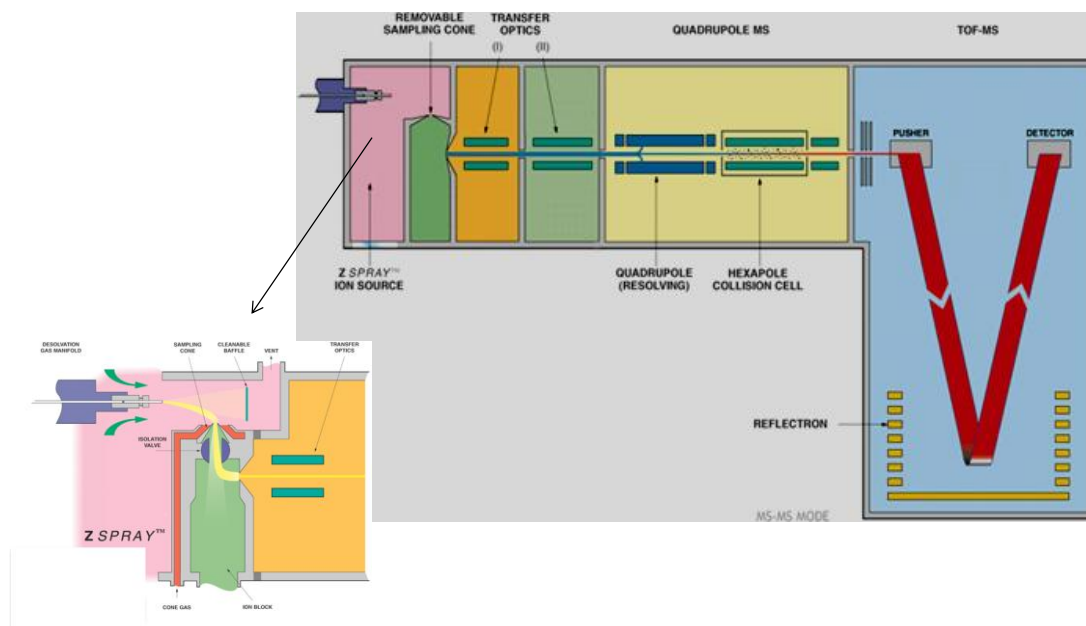 REMOVABLE
SAMPLING CONE
TRANSFER
OPTICS
(I) (II)
QUADRUPOLE MS
TOF-MS
PUSHER
DETECTOR
Z SPRAY™
ION SOURCE
QUADRUPOLE
(RESOLVING)
HEXAPOLE
COLLISION CELL
REFLECTRON
MS-MS MODE
DESOLVATION
GAS MANIFOLD
SAMPLING
CONE
CLEANABLE
BAFFLE
VENT
TRANSFER
OPTICS
ISOLATION
VALVE
Z SPRAY™
CONE GAS
ION BLOCK